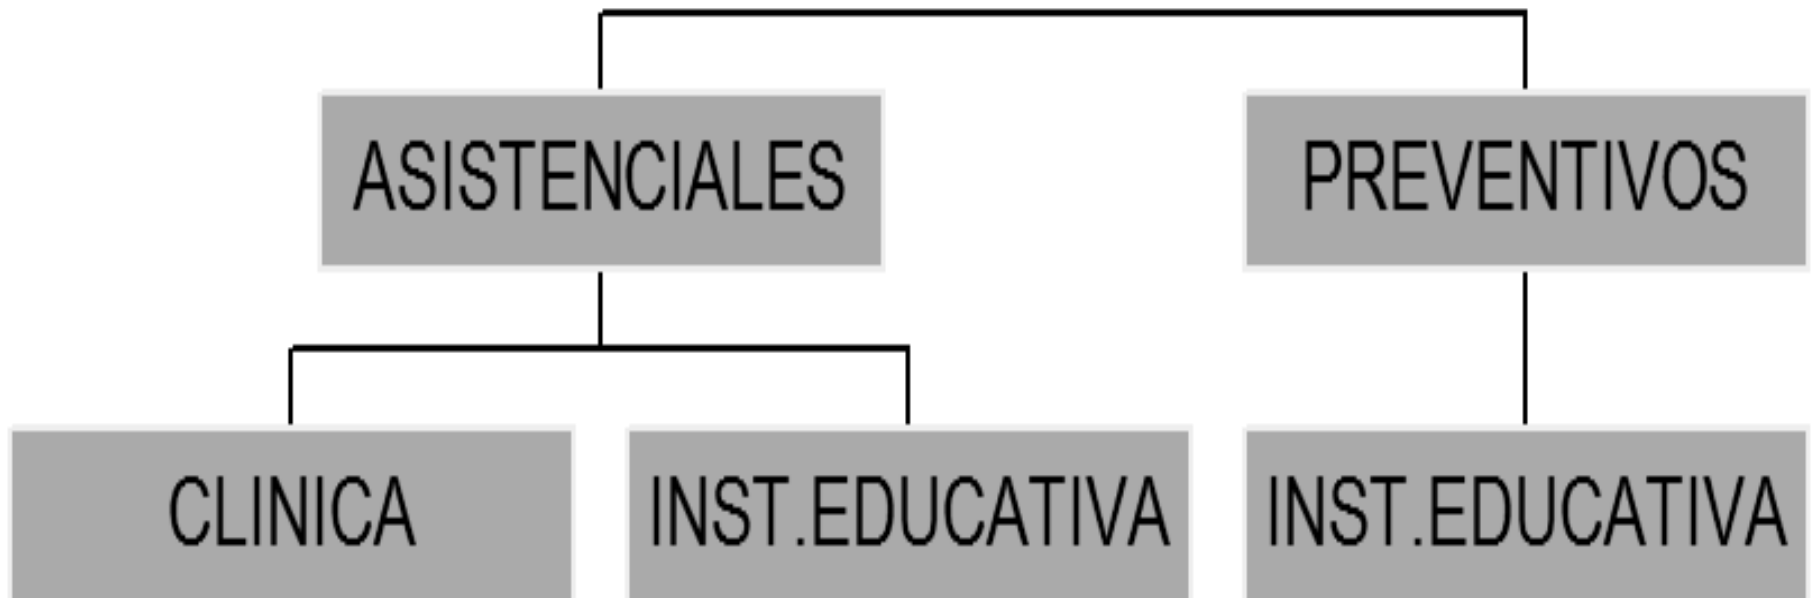 ASISTENCIALES
PREVENTIVOS
CLINICA
INST.EDUCATIVA
INST.EDUCATIVA